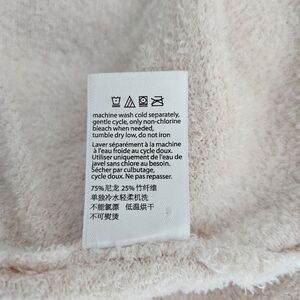 machine wash cold separately,
gentle cycle, only non-chlorine
bleach when needed,
tumble dry low, do not iron
Laver séparément à la machine
à l'eau froide au cycle doux.
Utiliser uniquement de l'eau de
javel sans chlore au besoin.
Sécher par culbutage,
cycle doux. Ne pas repasser.
75% 尼龙 25% 竹纤维
单独冷水轻柔机洗
不能氯漂 低温烘干
不可熨烫